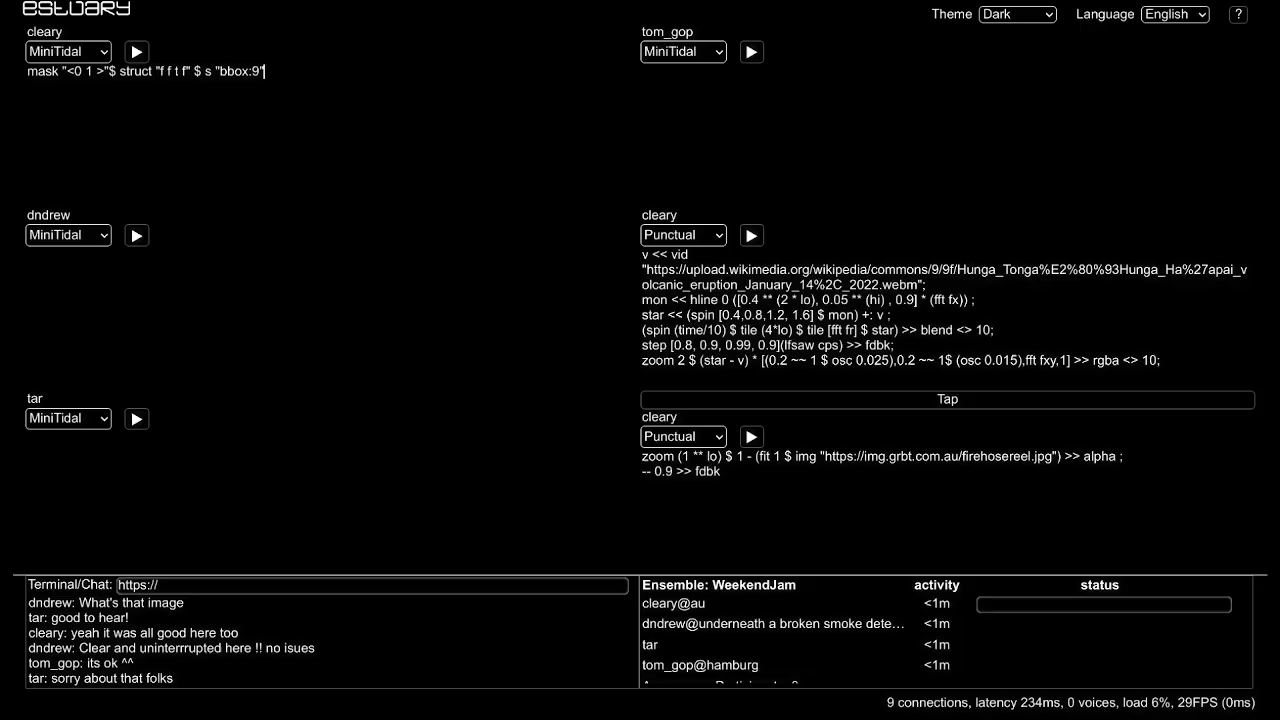 estuary
Theme Dark Language English ?
cleary
MiniTidal
mask "<0 1 >"$ struct "f f t f" $ s "bbox:9"
tom_gop
MiniTidal
dndrew
MiniTidal
cleary
Punctual
v << vid
"https://upload.wikimedia.org/wikipedia/commons/9/9f/Hunga_Tonga%E2%80%93Hunga_Ha%27apai_v
olcanic_eruption_January_14%2C_2022.webm";
mon << hline 0 ([0.4 ** (2 * lo), 0.05 ** (hi) , 0.9] * (fft fx)) ;
star << (spin [0.4,0.8,1.2, 1.6] $ mon) +: v ;
(spin (time/10) $ tile (4*lo) $ tile [fft fr] $ star) >> blend <> 10;
step [0.8, 0.9, 0.99, 0.9](lfsaw cps) >> fdbk;
zoom 2 $ (star - v) * [(0.2 ~~ 1 $ osc 0.025),0.2 ~~ 1$ (osc 0.015),fft fxy,1] >> rgba <> 10;
tar
MiniTidal
Tap
cleary
Punctual
zoom (1 ** lo) $ 1 - (fit 1 $ img "https://img.grbt.com.au/firehosereel.jpg") >> alpha ;
-- 0.9 >> fdbk
Terminal/Chat: https://
dndrew: What's that image
tar: good to hear!
cleary: yeah it was all good here too
dndrew: Clear and uninterrrupted here !! no isues
tom_gop: its ok ^^
tar: sorry about that folks
Ensemble: WeekendJam activity status
cleary@au <1m
dndrew@underneath a broken smoke dete... <1m
tar <1m
tom_gop@hamburg <1m
9 connections, latency 234ms, 0 voices, load 6%, 29FPS (0ms)